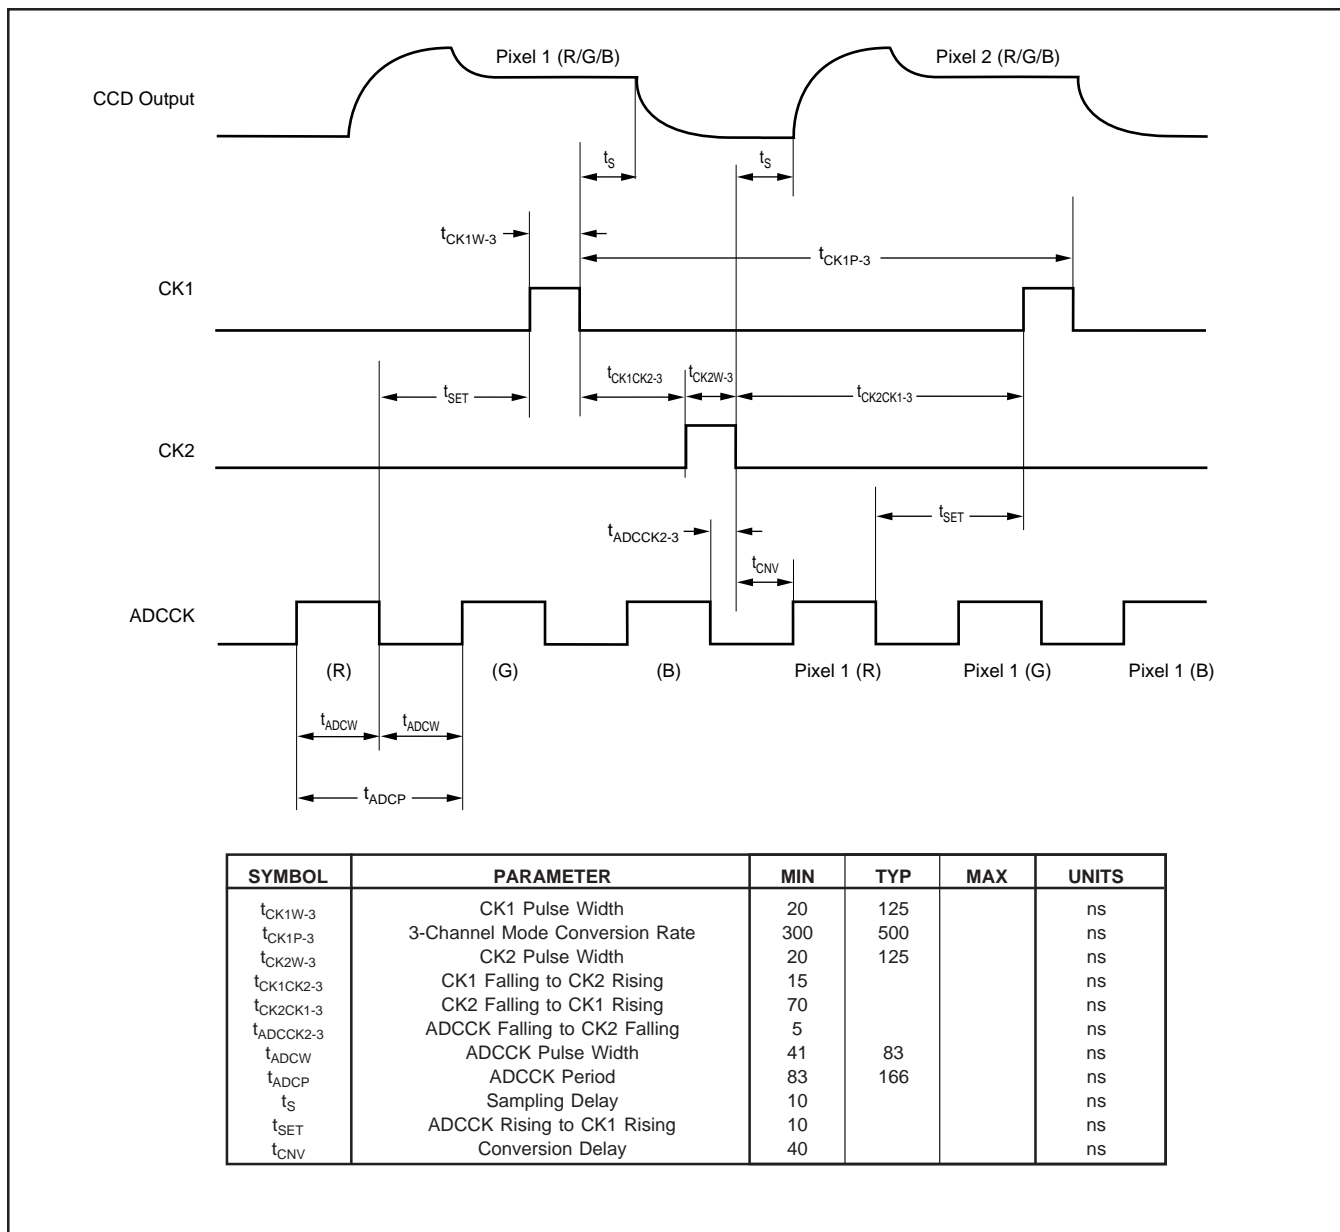 Pixel 1 (R/G/B) Pixel 2 (R/G/B)
CCD Output
tS tS
tCK1W-3
tCK1P-3
CK1
tCK1CK2-3 tCK2W-3
tSET tCK2CK1-3
CK2
tSET
tADCCK2-3
tCNV
ADCCK
(R) (G) (B) Pixel 1 (R) Pixel 1 (G) Pixel 1 (B)
tADCW tADCW
tADCP
SYMBOL PARAMETER MIN TYP MAX UNITS
tCK1W-3 CK1 Pulse Width 20 125 ns
tCK1P-3 3-Channel Mode Conversion Rate 300 500 ns
tCK2W-3 CK2 Pulse Width 20 125 ns
tCK1CK2-3 CK1 Falling to CK2 Rising 15 ns
tCK2CK1-3 CK2 Falling to CK1 Rising 70 ns
tADCCK2-3 ADCCK Falling to CK2 Falling 5 ns
tADCW ADCCK Pulse Width 41 83 ns
tADCP ADCCK Period 83 166 ns
tS Sampling Delay 10 ns
tSET ADCCK Rising to CK1 Rising 10 ns
tCNV Conversion Delay 40 ns